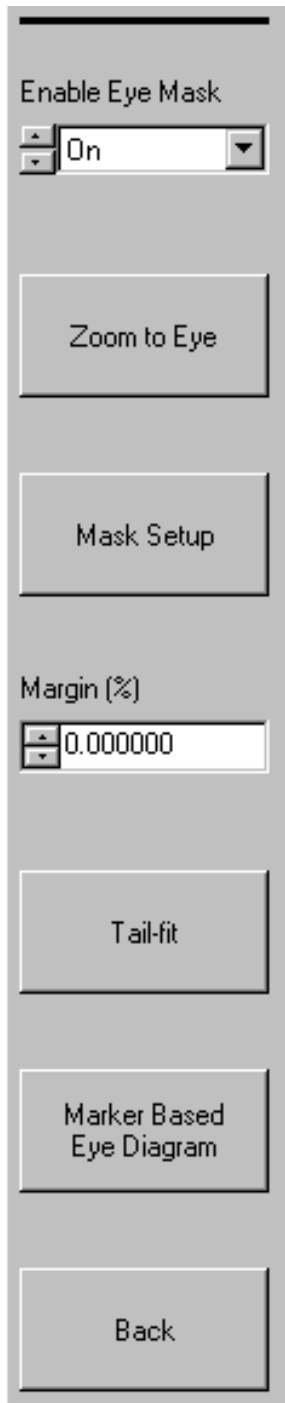 Enable Eye Mask
On
Zoom to Eye
Mask Setup
Margin (%)
0.000000
Tail-fit
Marker Based
Eye Diagram
Back